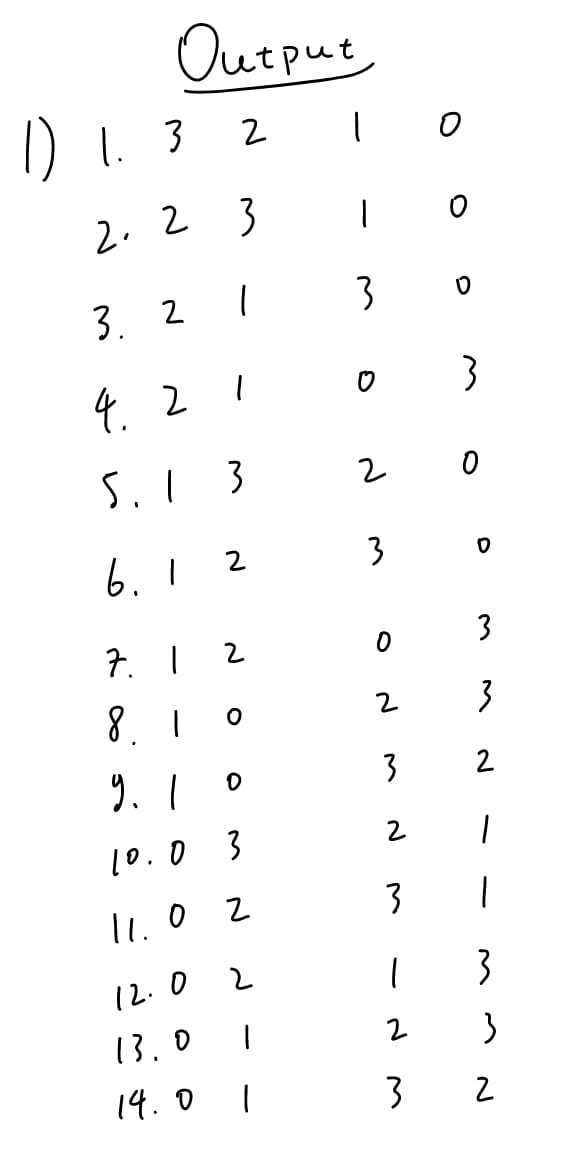 Output
1) 1. 3 2 1 0
2. 2 3 1 0
3. 2 1 3 0
4. 2 1 0 3
5. 1 3 2 0
6. 1 2 3 0
7. 1 2 0 3
8. 1 0 2 3
9. 1 0 3 2
10. 0 3 2 1
11. 0 2 3 1
12. 0 2 1 3
13. 0 1 2 3
14. 0 1 3 2